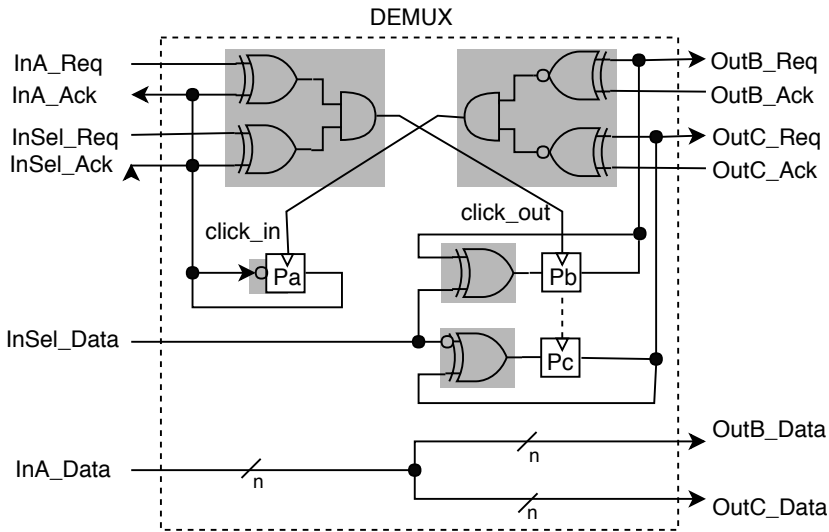 DEMUX
InA_Req
OutB_Req
InA_Ack
OutB_Ack
InSel_Req
OutC_Req
InSel_Ack
OutC_Ack
click_in
click_out
Pa
Pb
InSel_Data
Pc
OutB_Data
n
InA_Data
n
n
OutC_Data